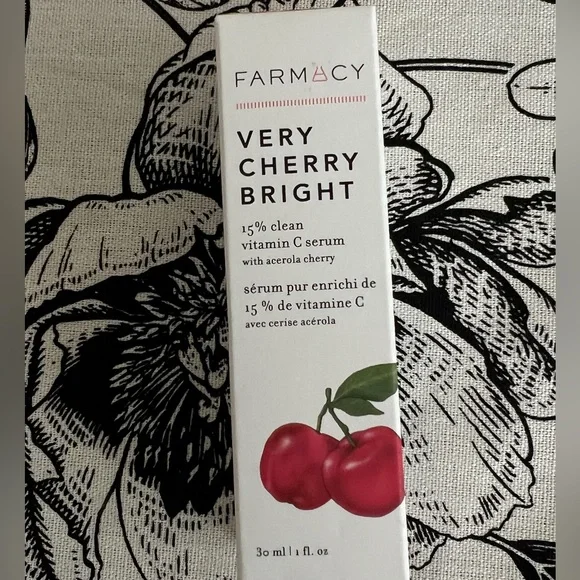 FARMACY
VERY
CHERRY
BRIGHT
15% clean
vitamin C serum
with acerola cherry
sérum pur enrichi de
15 % de vitamine C
avec cerise acérola
30 ml | 1 fl. oz